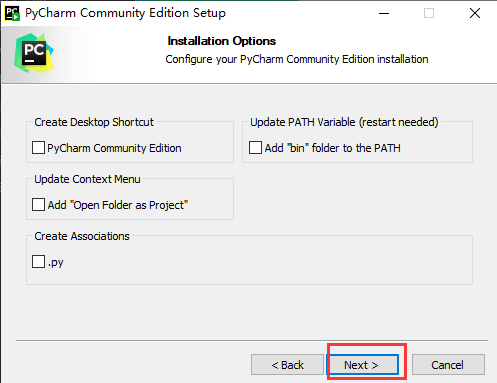 PC PyCharm Community Edition Setup
PC
Installation Options
Configure your PyCharm Community Edition installation
Create Desktop Shortcut
PyCharm Community Edition
Update PATH Variable (restart needed)
Add "bin" folder to the PATH
Update Context Menu
Add "Open Folder as Project"
Create Associations
.py
< Back
Next >
Cancel